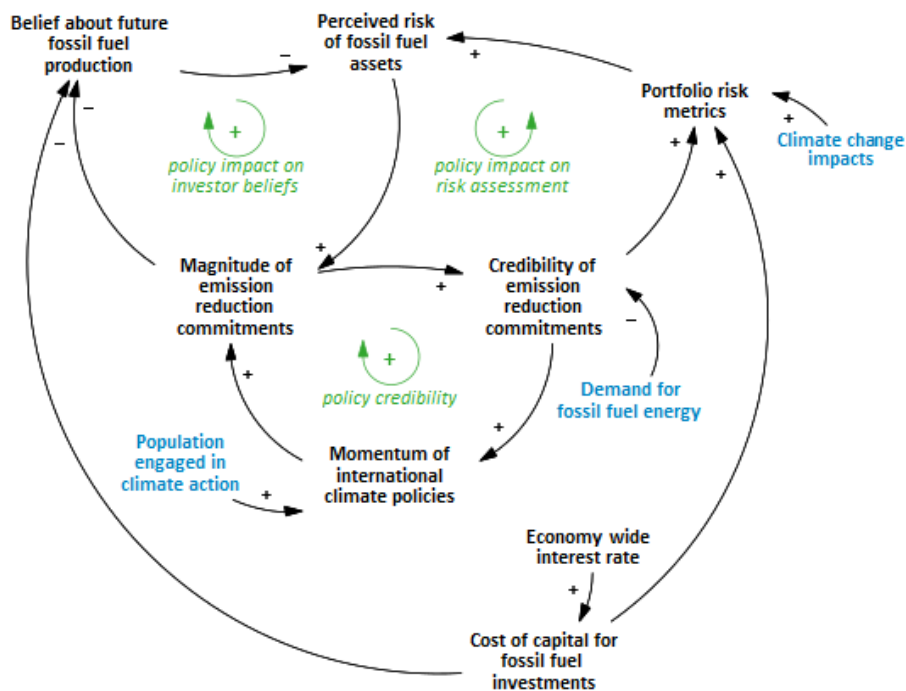 Belief about future
fossil fuel
production
Perceived risk
of fossil fuel
assets
–
+
Portfolio risk
metrics
–
–
+
policy impact on
investor beliefs
+
policy impact on
risk assessment
+
+
+
Climate change
impacts
+
Magnitude of
emission
reduction
commitments
+
Credibility of
emission
reduction
commitments
–
+
policy credibility
+
Demand for
fossil fuel energy
+
Population
engaged in
climate action
+
Momentum of
international
climate policies
Economy wide
interest rate
+
Cost of capital for
fossil fuel
investments